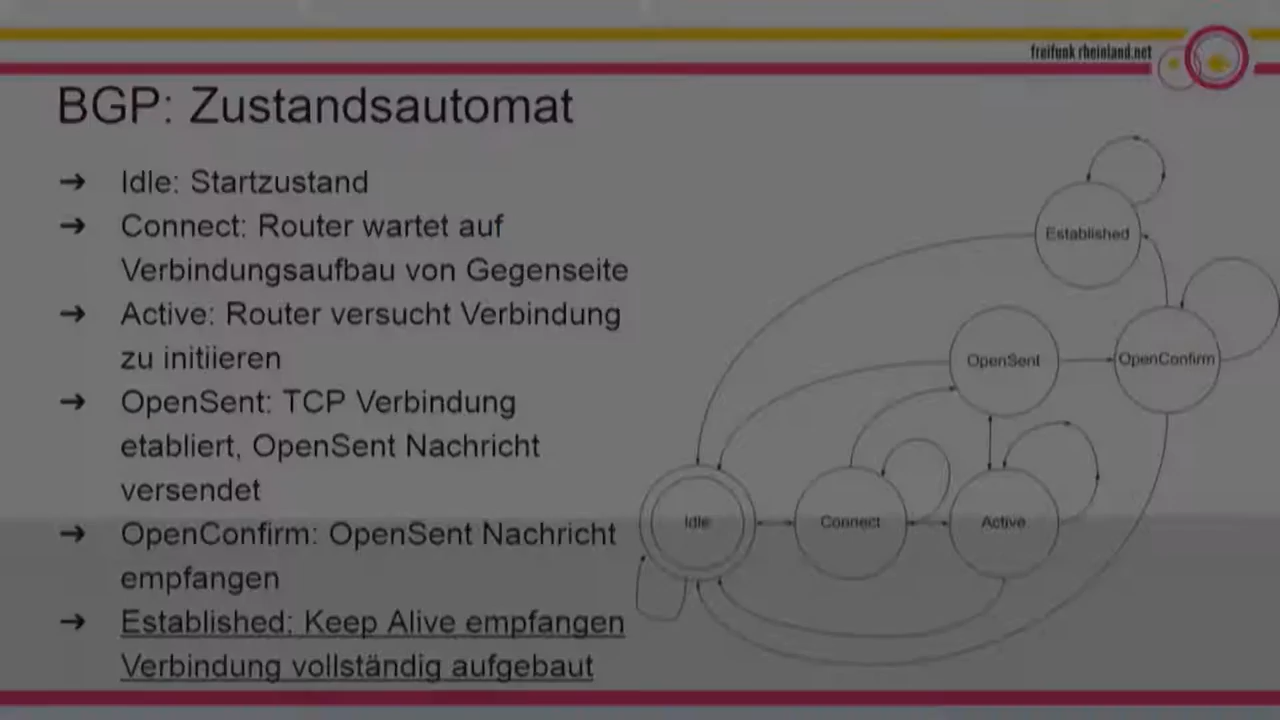 freifunk rheinland.net
BGP: Zustandsautomat
➔ Idle: Startzustand
➔ Connect: Router wartet auf
Verbindungsaufbau von Gegenseite
➔ Active: Router versucht Verbindung
zu initiieren
➔ OpenSent: TCP Verbindung
etabliert, OpenSent Nachricht
versendet
➔ OpenConfirm: OpenSent Nachricht
empfangen
➔ Established: Keep Alive empfangen
Verbindung vollständig aufgebaut
Established
OpenSent
OpenConfirm
Idle
Connect
Active